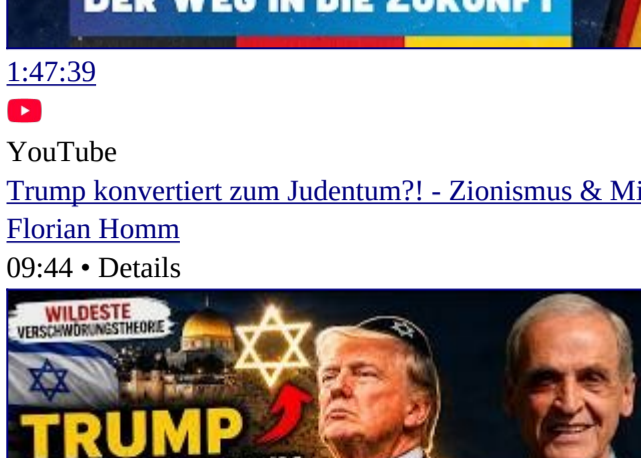 DER WEG IN DIE ZUKUNFT
1:47:39
YouTube
Trump konvertiert zum Judentum?! - Zionismus & Mi
Florian Homm
09:44 • Details
WILDESTE
VERSCHWÖRUNGSTHEORIE
TRUMP